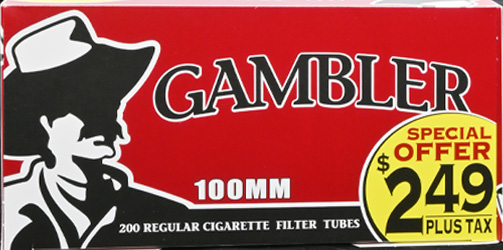 GAMBLER
SPECIAL
OFFER
$2.49
PLUS TAX
100MM
200 REGULAR CIGARETTE FILTER TUBES